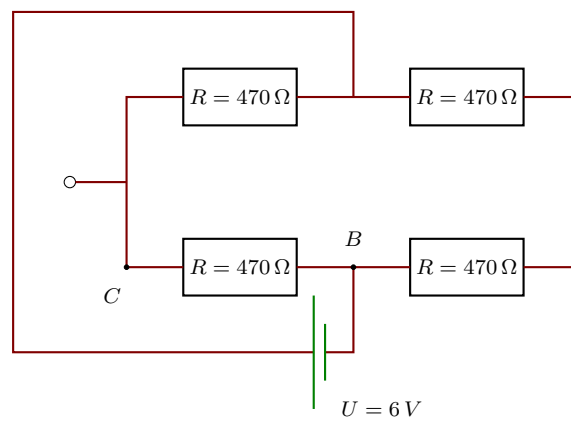 R = 470 Ω R = 470 Ω
B
R = 470 Ω R = 470 Ω
C
U = 6 V